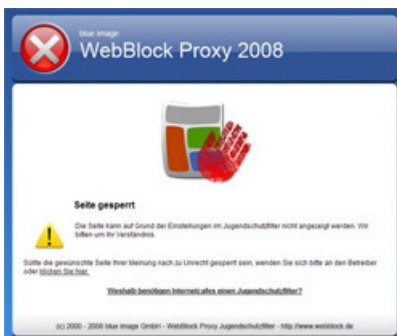 blue image
WebBlock Proxy 2008
Seite gesperrt
Die Seite kann auf Grund der Einstellungen im Jugendschutzfilter nicht angezeigt werden. Wir
bitten um Ihr Verständnis.
Sollte die gewünschte Seite Ihrer Meinung nach zu Unrecht gesperrt sein, wenden Sie sich bitte an den Betreiber
oder klicken Sie hier.
Weshalb benötigen Internetcafes einen Jugendschutzfilter?
(c) 2000 - 2008 blue image GmbH - WebBlock Proxy Jugendschutzfilter - http://www.webblock.de